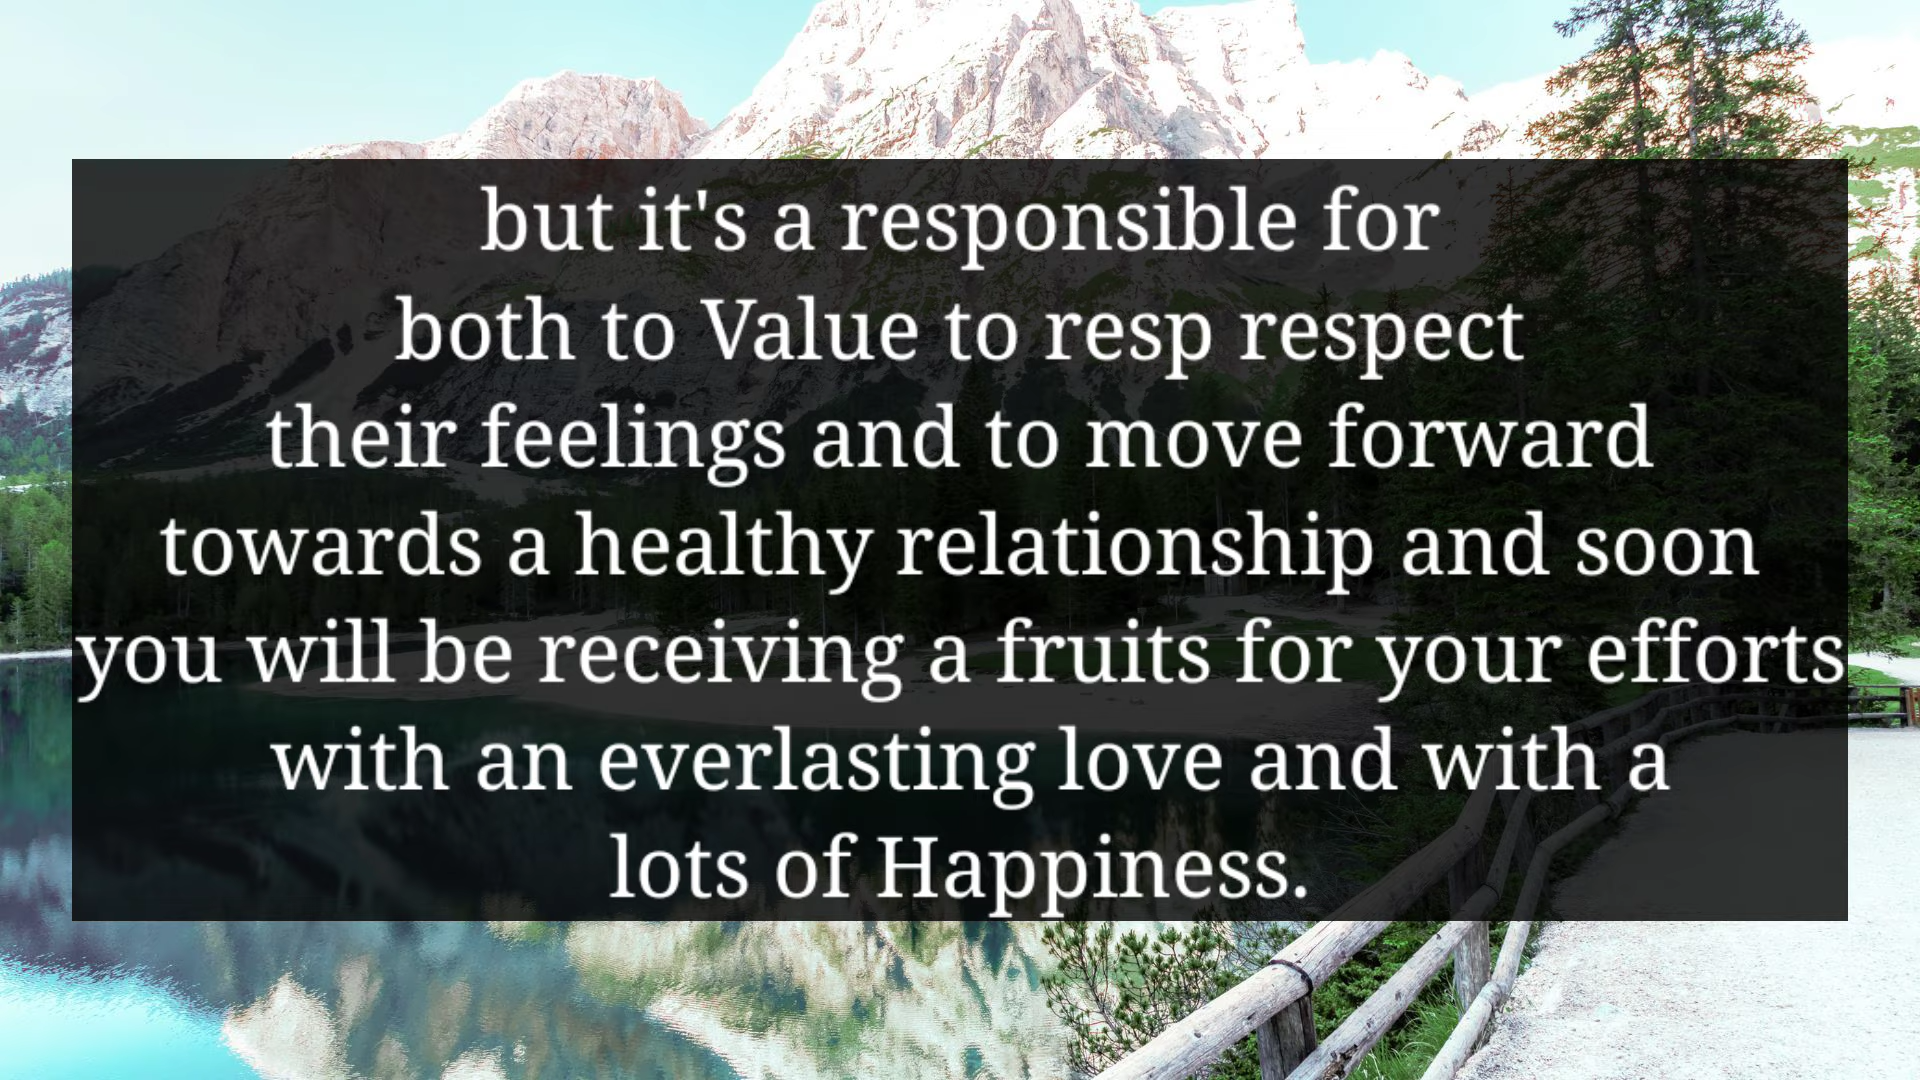 but it's a responsible for
both to Value to resp respect
their feelings and to move forward
towards a healthy relationship and soon
you will be receiving a fruits for your efforts
with an everlasting love and with a
lots of Happiness.